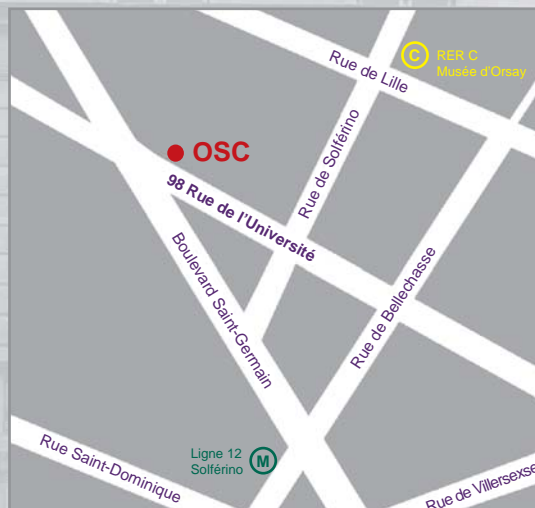 C
RER C
Musée d'Orsay
Rue de Lille
OSC
Rue de Solférino
98 Rue de l'Université
Boulevard Saint-Germain
Rue de Bellechasse
Ligne 12
Solférino
M
Rue Saint-Dominique
Rue de Villersexsel